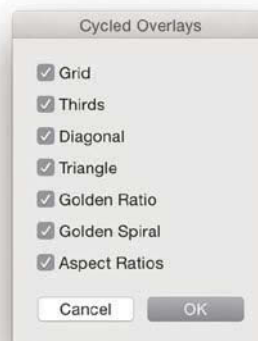 Cycled Overlays
Grid
Thirds
Diagonal
Triangle
Golden Ratio
Golden Spiral
Aspect Ratios
Cancel OK